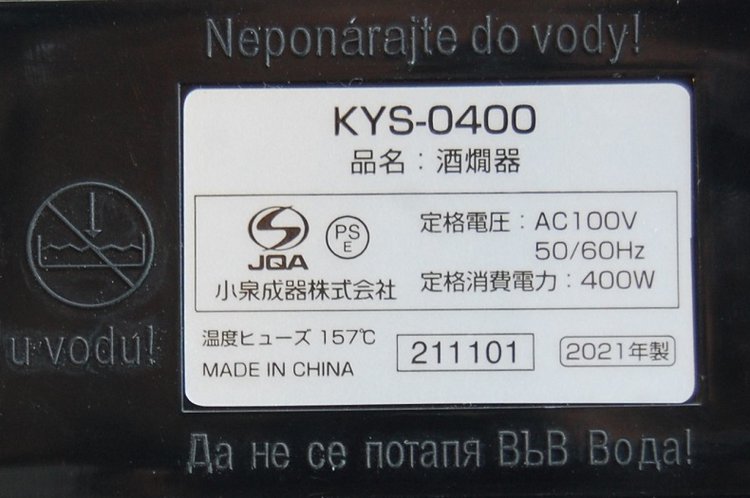 Neponárajte do vody!
KYS-0400
品名：酒燗器
JQA
PS
E
小泉成器株式会社
定格電圧：AC100V
50/60Hz
定格消費電力：400W
温度ヒューズ 157℃
MADE IN CHINA
211101
2021年製
u vodu!
Да не се потапя ВЪВ Вода!